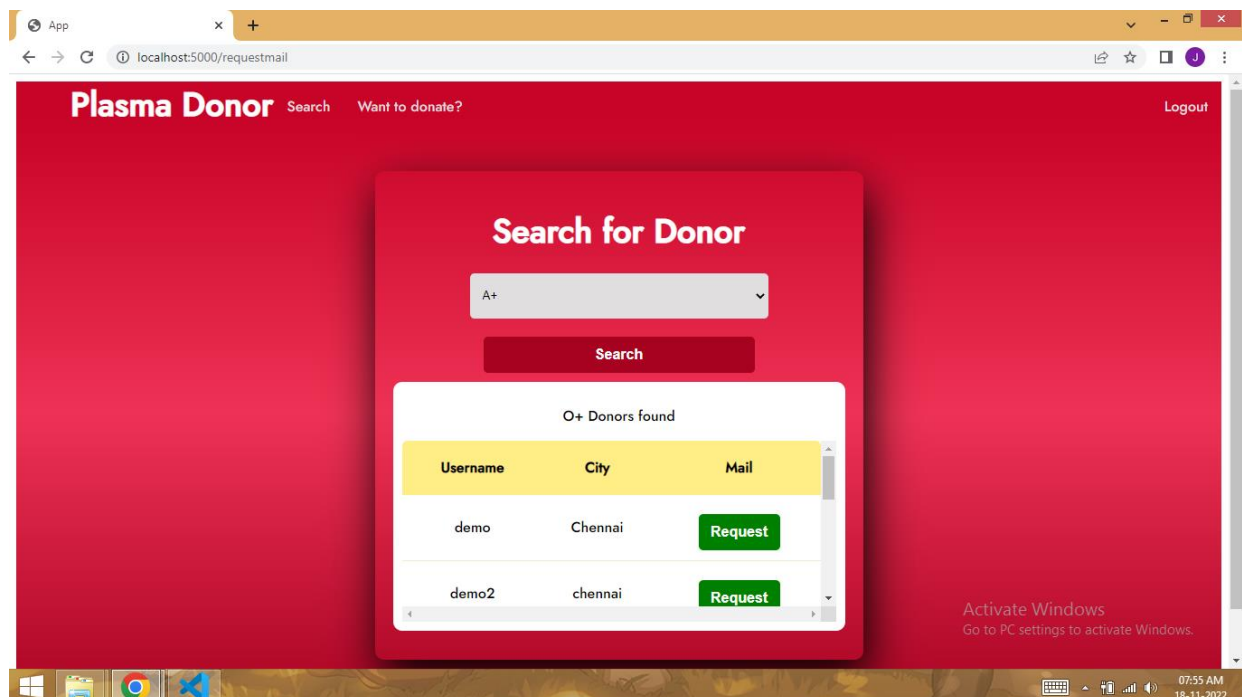 App
localhost:5000/requestmail
J
Plasma Donor Search Want to donate? Logout
Search for Donor
A+
Search
O+ Donors found
Username City Mail
demo Chennai Request
demo2 chennai Request
Activate Windows
Go to PC settings to activate Windows.
07:55 AM
18-11-2022